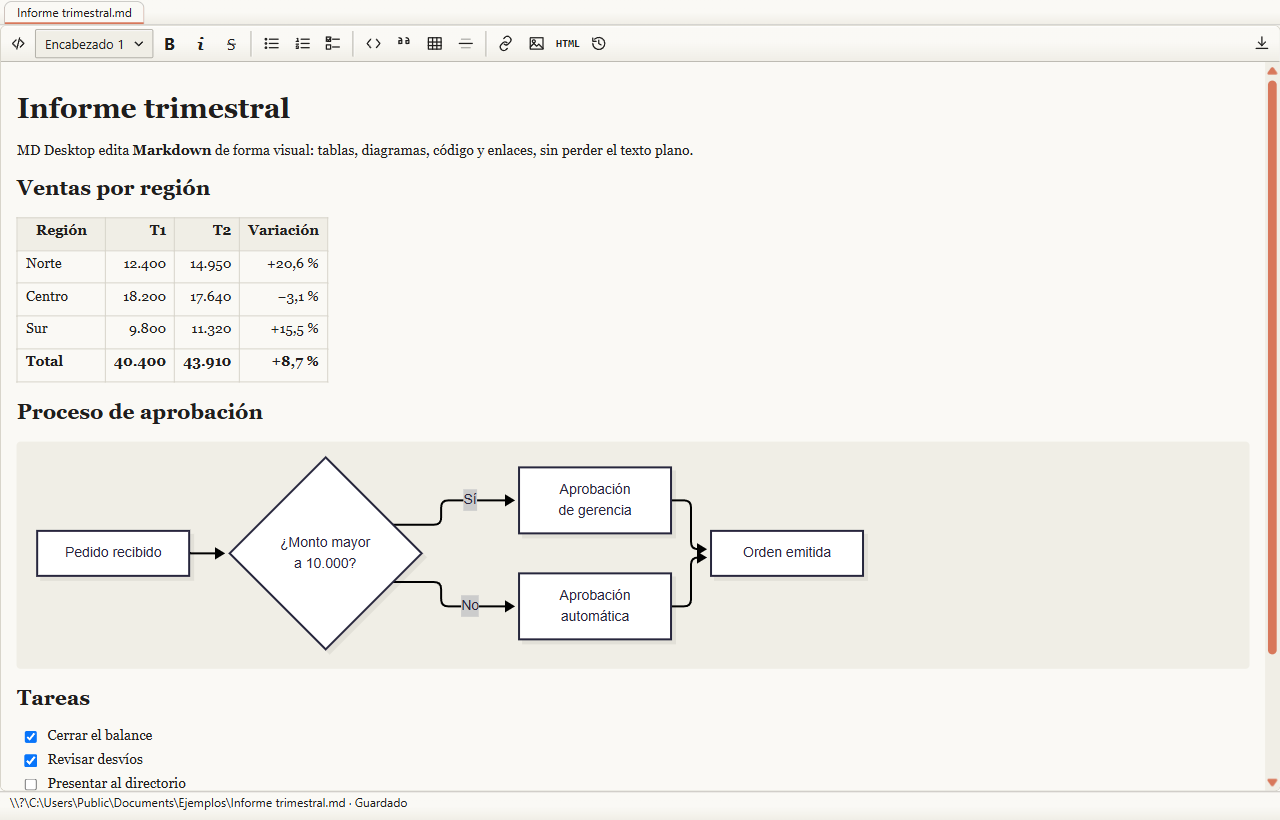 Informe trimestral.md
Encabezado 1
B i S
HTML
Informe trimestral
MD Desktop edita Markdown de forma visual: tablas, diagramas, código y enlaces, sin perder el texto plano.
Ventas por región
Región T1 T2 Variación
Norte 12.400 14.950 +20,6 %
Centro 18.200 17.640 −3,1 %
Sur 9.800 11.320 +15,5 %
Total 40.400 43.910 +8,7 %
Proceso de aprobación
Pedido recibido
¿Monto mayor
a 10.000?
Sí
No
Aprobación
de gerencia
Aprobación
automática
Orden emitida
Tareas
Cerrar el balance
Revisar desvíos
Presentar al directorio
\\?\C:\Users\Public\Documents\Ejemplos\Informe trimestral.md · Guardado